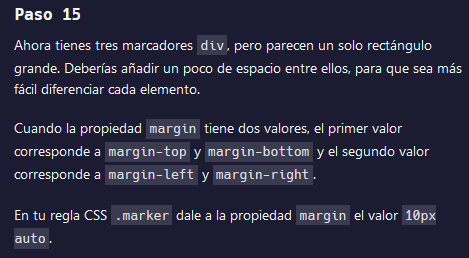 Paso 15
Ahora tienes tres marcadores div, pero parecen un solo rectángulo
grande. Deberías añadir un poco de espacio entre ellos, para que sea más
fácil diferenciar cada elemento.
Cuando la propiedad margin tiene dos valores, el primer valor
corresponde a margin-top y margin-bottom y el segundo valor
corresponde a margin-left y margin-right.
En tu regla CSS .marker dale a la propiedad margin el valor 10px
auto.